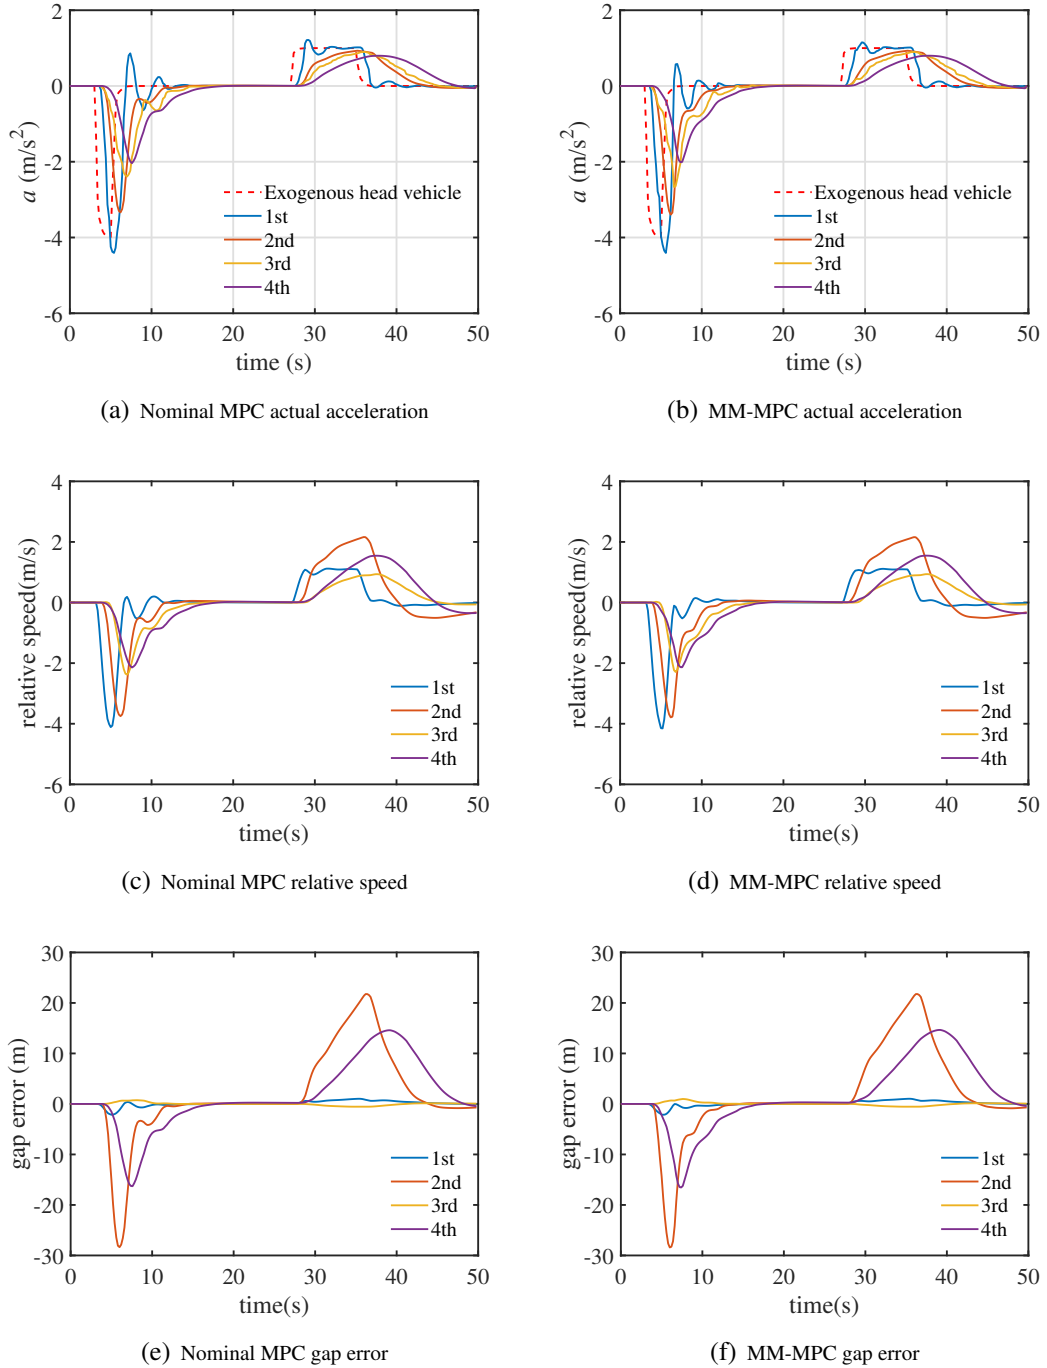 2
0
-2
-4
-6
a (m/s²)
Exogenous head vehicle
1st
2nd
3rd
4th
0 10 20 30 40 50
time (s)
(a) Nominal MPC actual acceleration
2
0
-2
-4
-6
a (m/s²)
Exogenous head vehicle
1st
2nd
3rd
4th
0 10 20 30 40 50
time (s)
(b) MM-MPC actual acceleration
4
2
0
-2
-4
-6
relative speed(m/s)
1st
2nd
3rd
4th
0 10 20 30 40 50
time(s)
(c) Nominal MPC relative speed
4
2
0
-2
-4
-6
relative speed(m/s)
1st
2nd
3rd
4th
0 10 20 30 40 50
time(s)
(d) MM-MPC relative speed
30
20
10
0
-10
-20
-30
gap error (m)
1st
2nd
3rd
4th
0 10 20 30 40 50
time(s)
(e) Nominal MPC gap error
30
20
10
0
-10
-20
-30
gap error (m)
1st
2nd
3rd
4th
0 10 20 30 40 50
time(s)
(f) MM-MPC gap error